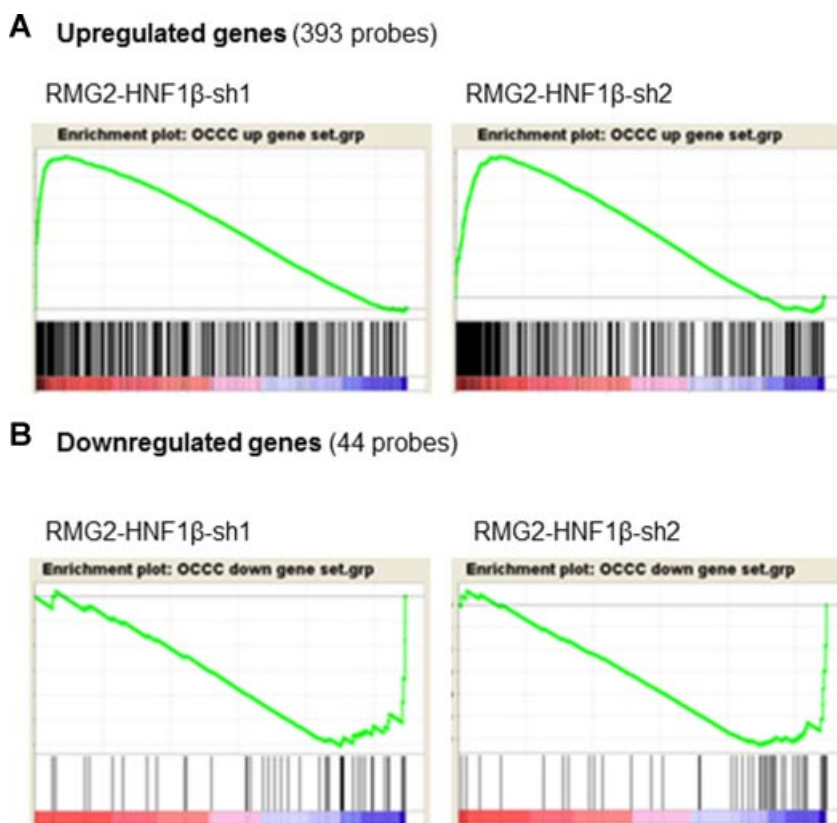 A Upregulated genes (393 probes)
RMG2-HNF1β-sh1 RMG2-HNF1β-sh2
Enrichment plot: OCCC up gene set.grp Enrichment plot: OCCC up gene set.grp
B Downregulated genes (44 probes)
RMG2-HNF1β-sh1 RMG2-HNF1β-sh2
Enrichment plot: OCCC down gene set.grp Enrichment plot: OCCC down gene set.grp